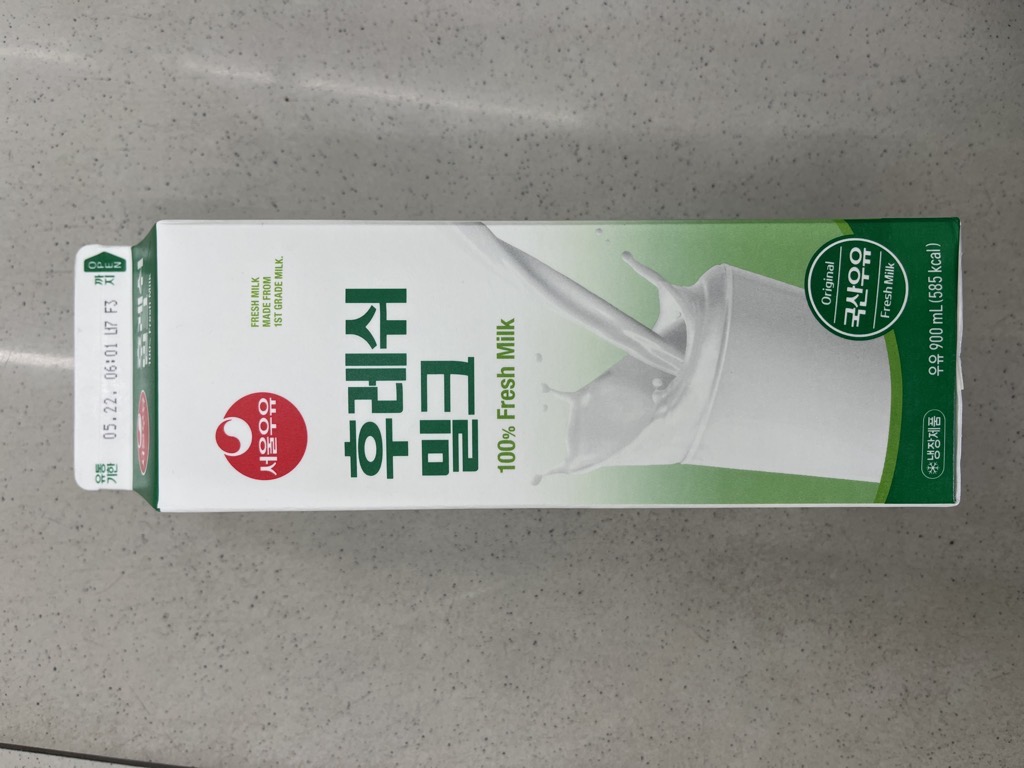 유통
기한
05.22. 06:01 U7 F3
까지
OPEN
서울우유
FRESH MILK
MADE FROM
1ST GRADE MILK.
후레쉬
밀크
100% Fresh Milk
Original
국산우유
Fresh Milk
냉장제품
우유 900 mL(585 kcal)